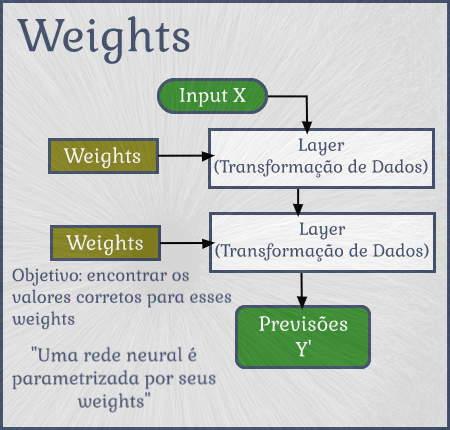 Weights
Input X
Layer
(Transformação de Dados)
Weights
Layer
(Transformação de Dados)
Weights
Objetivo: encontrar os
valores corretos para esses
weights
Previsões
Y'
"Uma rede neural é
parametrizada por seus
weights"